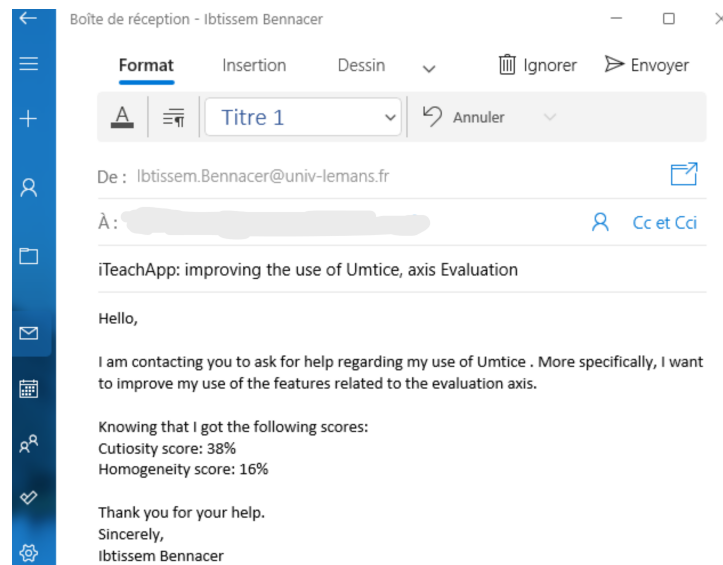 Boîte de réception - Ibtissem Bennacer
Format Insertion Dessin Ignorer Envoyer
A Titre 1 Annuler
De : Ibtissem.Bennacer@univ-lemans.fr
À : Cc et Cci
iTeachApp: improving the use of Umtice, axis Evaluation
Hello,
I am contacting you to ask for help regarding my use of Umtice . More specifically, I want
to improve my use of the features related to the evaluation axis.
Knowing that I got the following scores:
Cutiosity score: 38%
Homogeneity score: 16%
Thank you for your help.
Sincerely,
Ibtissem Bennacer